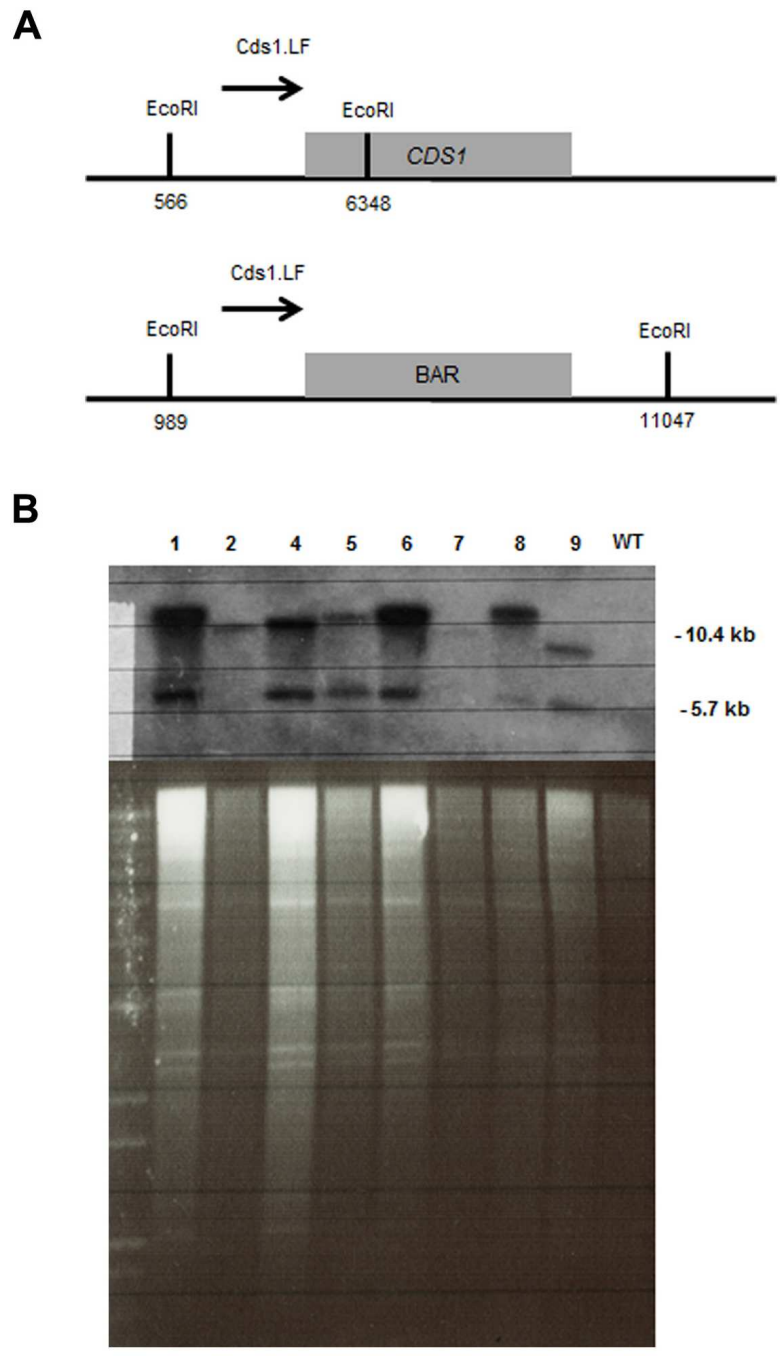 A
Cds1.LF
EcoRI EcoRI
CDS1
566 6348
Cds1.LF
EcoRI EcoRI
BAR
989 11047
B
1 2 4 5 6 7 8 9 WT
- 10.4 kb
- 5.7 kb